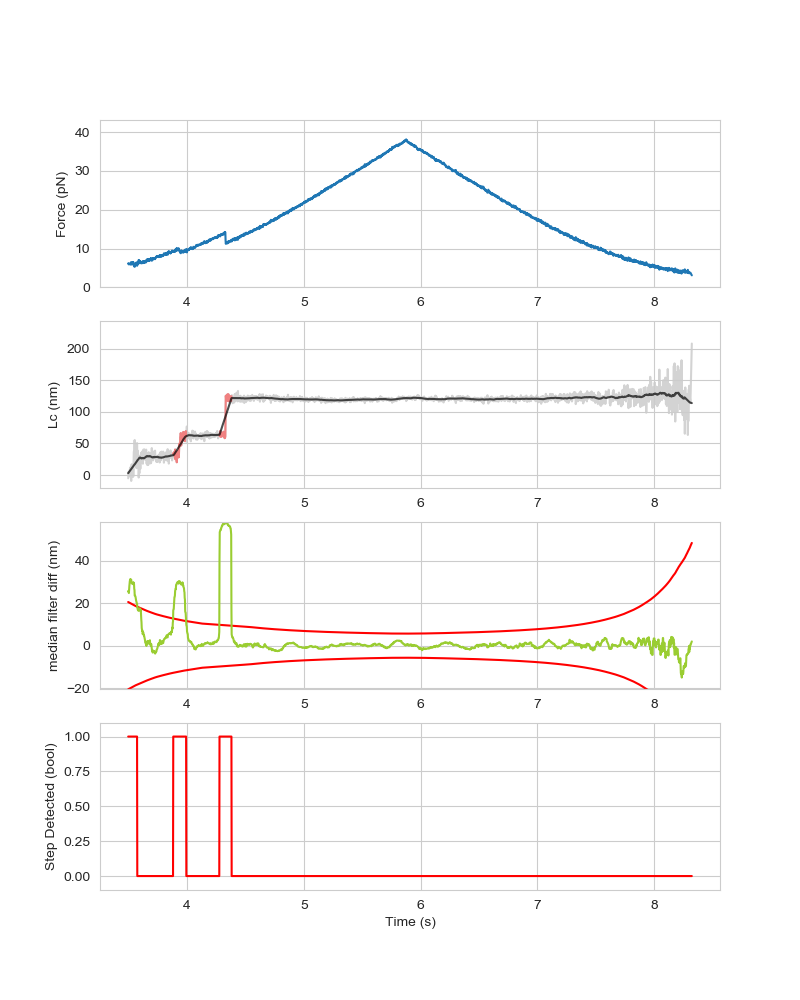 40
30
20
10
0
Force (pN)
4 5 6 7 8
200
150
100
50
0
Lc (nm)
4 5 6 7 8
40
20
0
−20
median filter diff (nm)
4 5 6 7 8
1.00
0.75
0.50
0.25
0.00
Step Detected (bool)
4 5 6 7 8
Time (s)